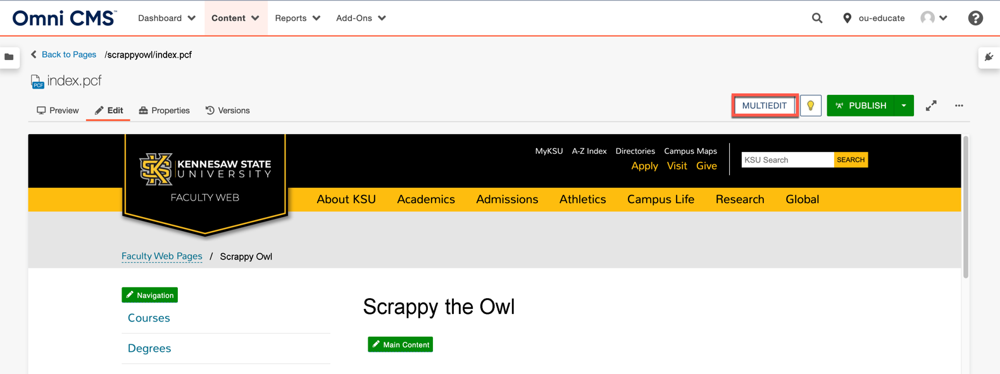 Omni CMS™ Dashboard Content Reports Add-Ons ou-educate ?
Back to Pages /scrappyowl/index.pcf
PCF index.pcf
Preview Edit Properties Versions MULTIEDIT PUBLISH ...
MyKSU A-Z Index Directories Campus Maps
Apply Visit Give
KSU Search SEARCH
KS KENNESAW STATE
UNIVERSITY
FACULTY WEB
About KSU Academics Admissions Athletics Campus Life Research Global
Faculty Web Pages / Scrappy Owl
Navigation
Courses
Degrees
Scrappy the Owl
Main Content